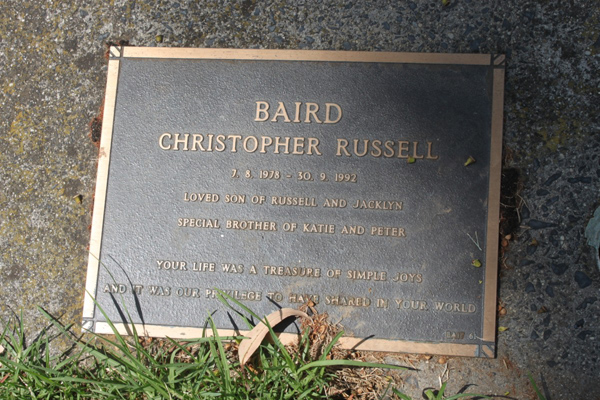 BAIRD
CHRISTOPHER RUSSELL
7. 8. 1978 - 30. 9. 1992
LOVED SON OF RUSSELL AND JACKLYN
SPECIAL BROTHER OF KATIE AND PETER
YOUR LIFE WAS A TREASURE OF SIMPLE JOYS
AND IT WAS OUR PRIVILEGE TO HAVE SHARED IN YOUR WORLD